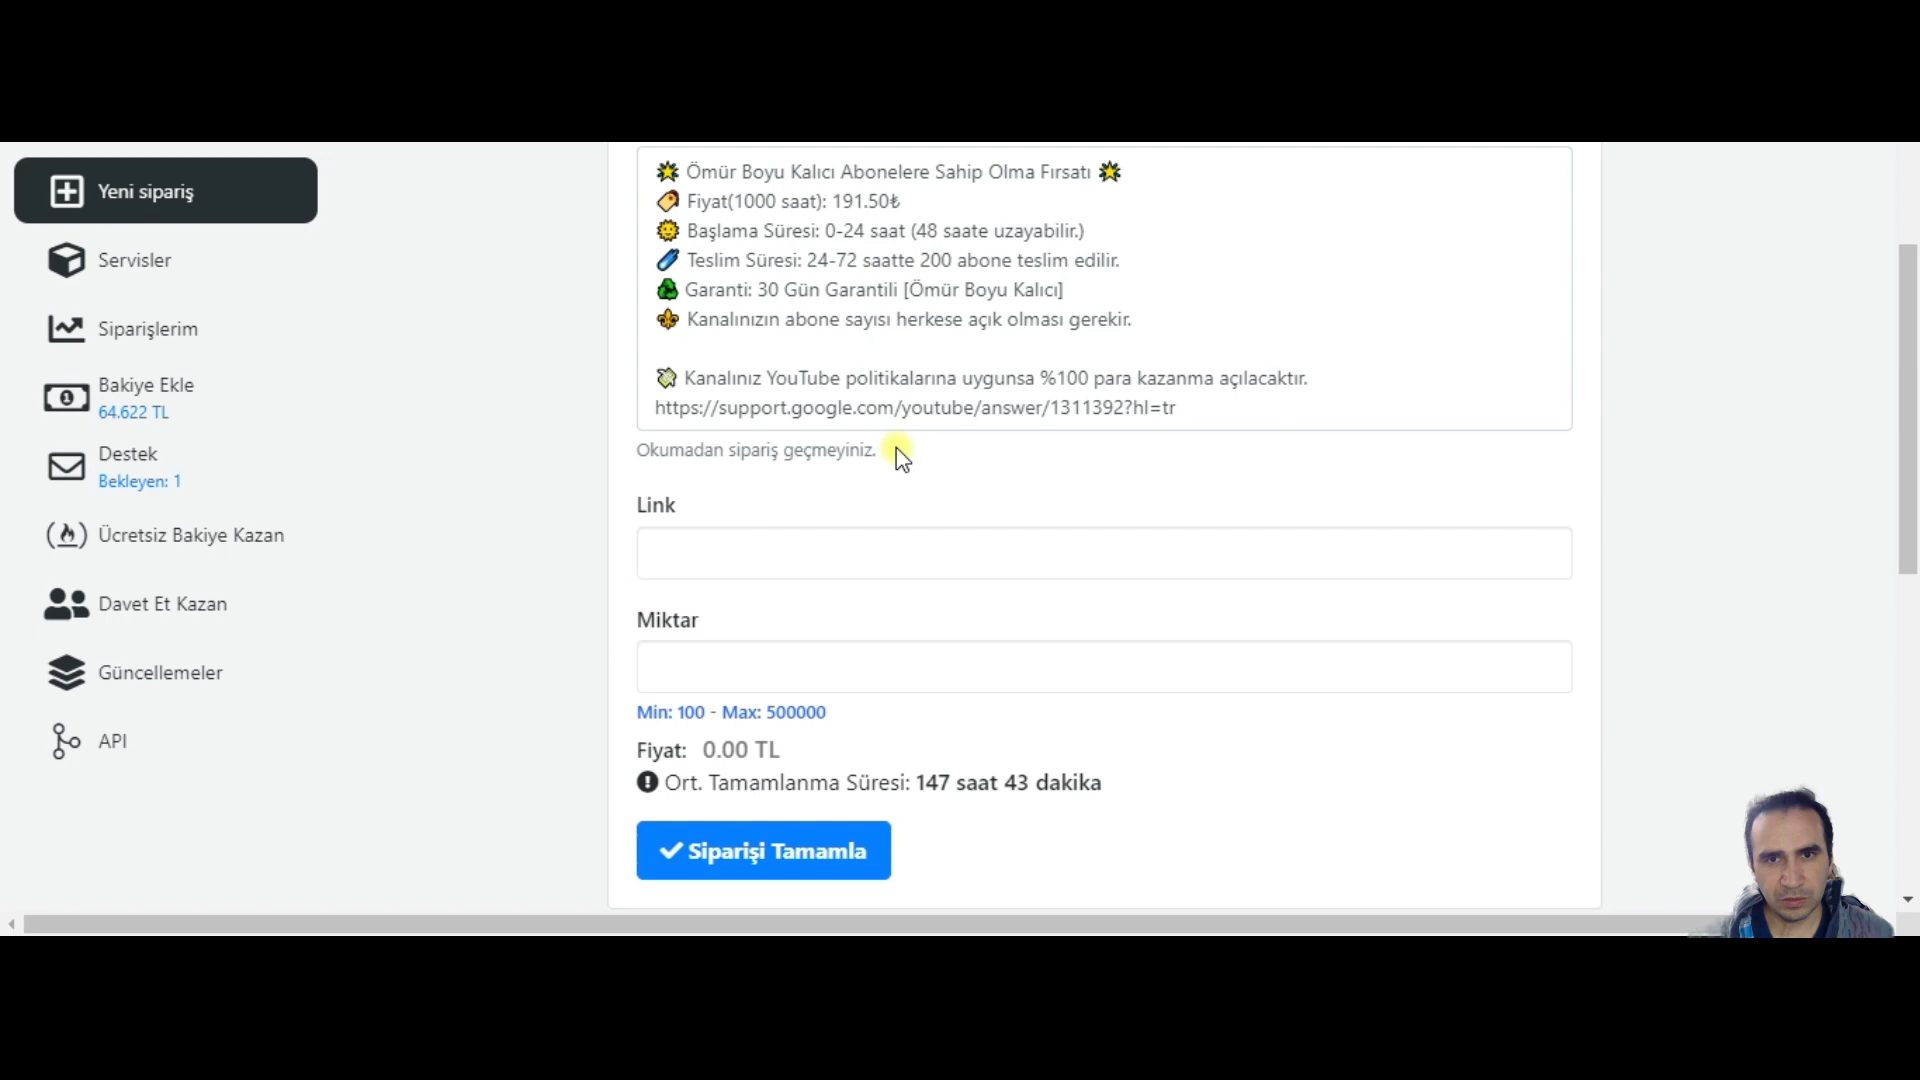 Yeni sipariş
Servisler
Siparişlerim
Bakiye Ekle
64.622 TL
Destek
Bekleyen: 1
Ücretsiz Bakiye Kazan
Davet Et Kazan
Güncellemeler
API
Ömür Boyu Kalıcı Abonelere Sahip Olma Fırsatı
Fiyat(1000 saat): 191.50₺
Başlama Süresi: 0-24 saat (48 saate uzayabilir.)
Teslim Süresi: 24-72 saatte 200 abone teslim edilir.
Garanti: 30 Gün Garantili [Ömür Boyu Kalıcı]
Kanalınızın abone sayısı herkese açık olması gerekir.
Kanalınız YouTube politikalarına uygunsa %100 para kazanma açılacaktır.
https://support.google.com/youtube/answer/1311392?hl=tr
Okumadan sipariş geçmeyiniz.
Link
Miktar
Min: 100 - Max: 500000
Fiyat: 0.00 TL
Ort. Tamamlanma Süresi: 147 saat 43 dakika
Siparişi Tamamla